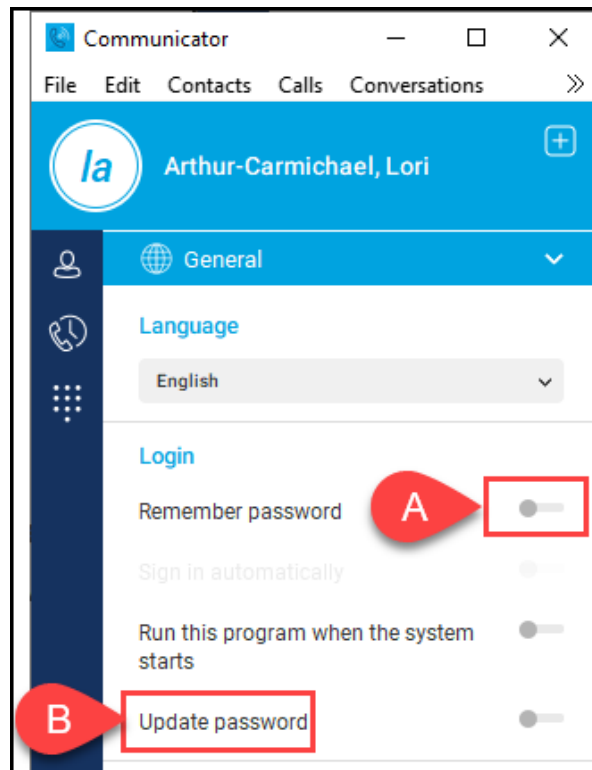 Communicator
File Edit Contacts Calls Conversations
la
Arthur-Carmichael, Lori
General
Language
English
Login
Remember password
A
Sign in automatically
Run this program when the system
starts
B
Update password